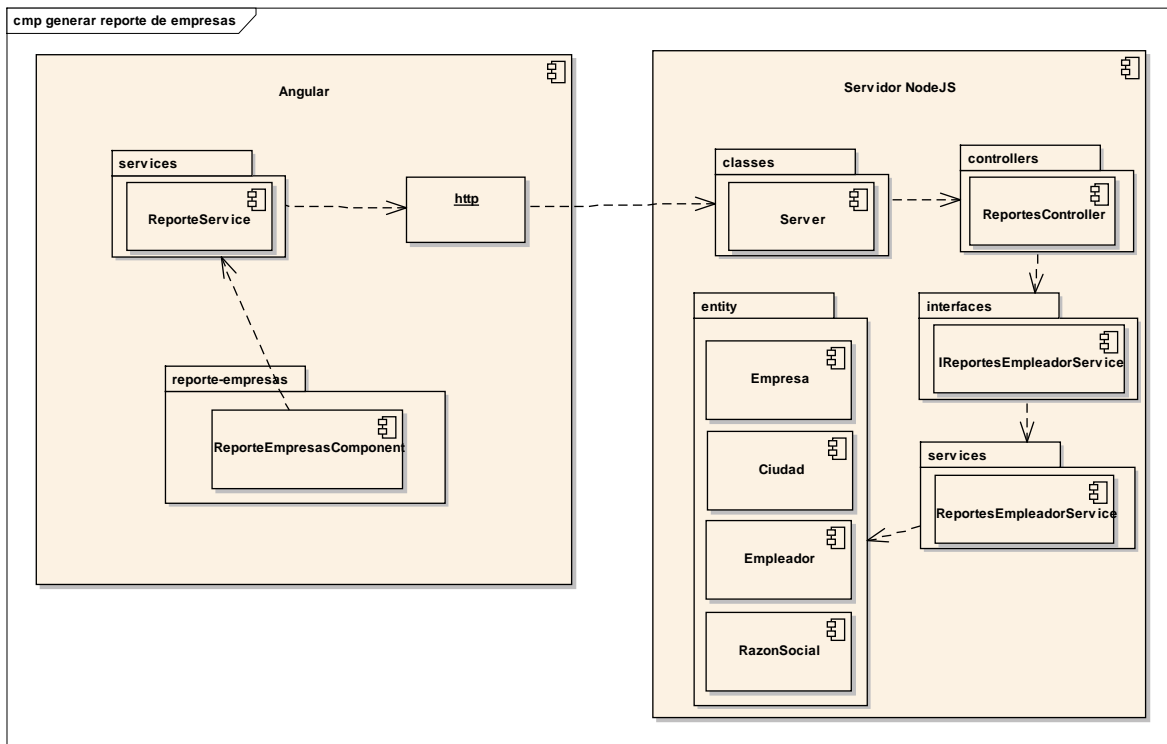 cmp generar reporte de empresas
Angular
services
ReporteService
http
reporte-empresas
ReporteEmpresasComponent
Servidor NodeJS
classes
Server
controllers
ReportesController
interfaces
IReportesEmpleadorService
services
ReportesEmpleadorService
entity
Empresa
Ciudad
Empleador
RazonSocial